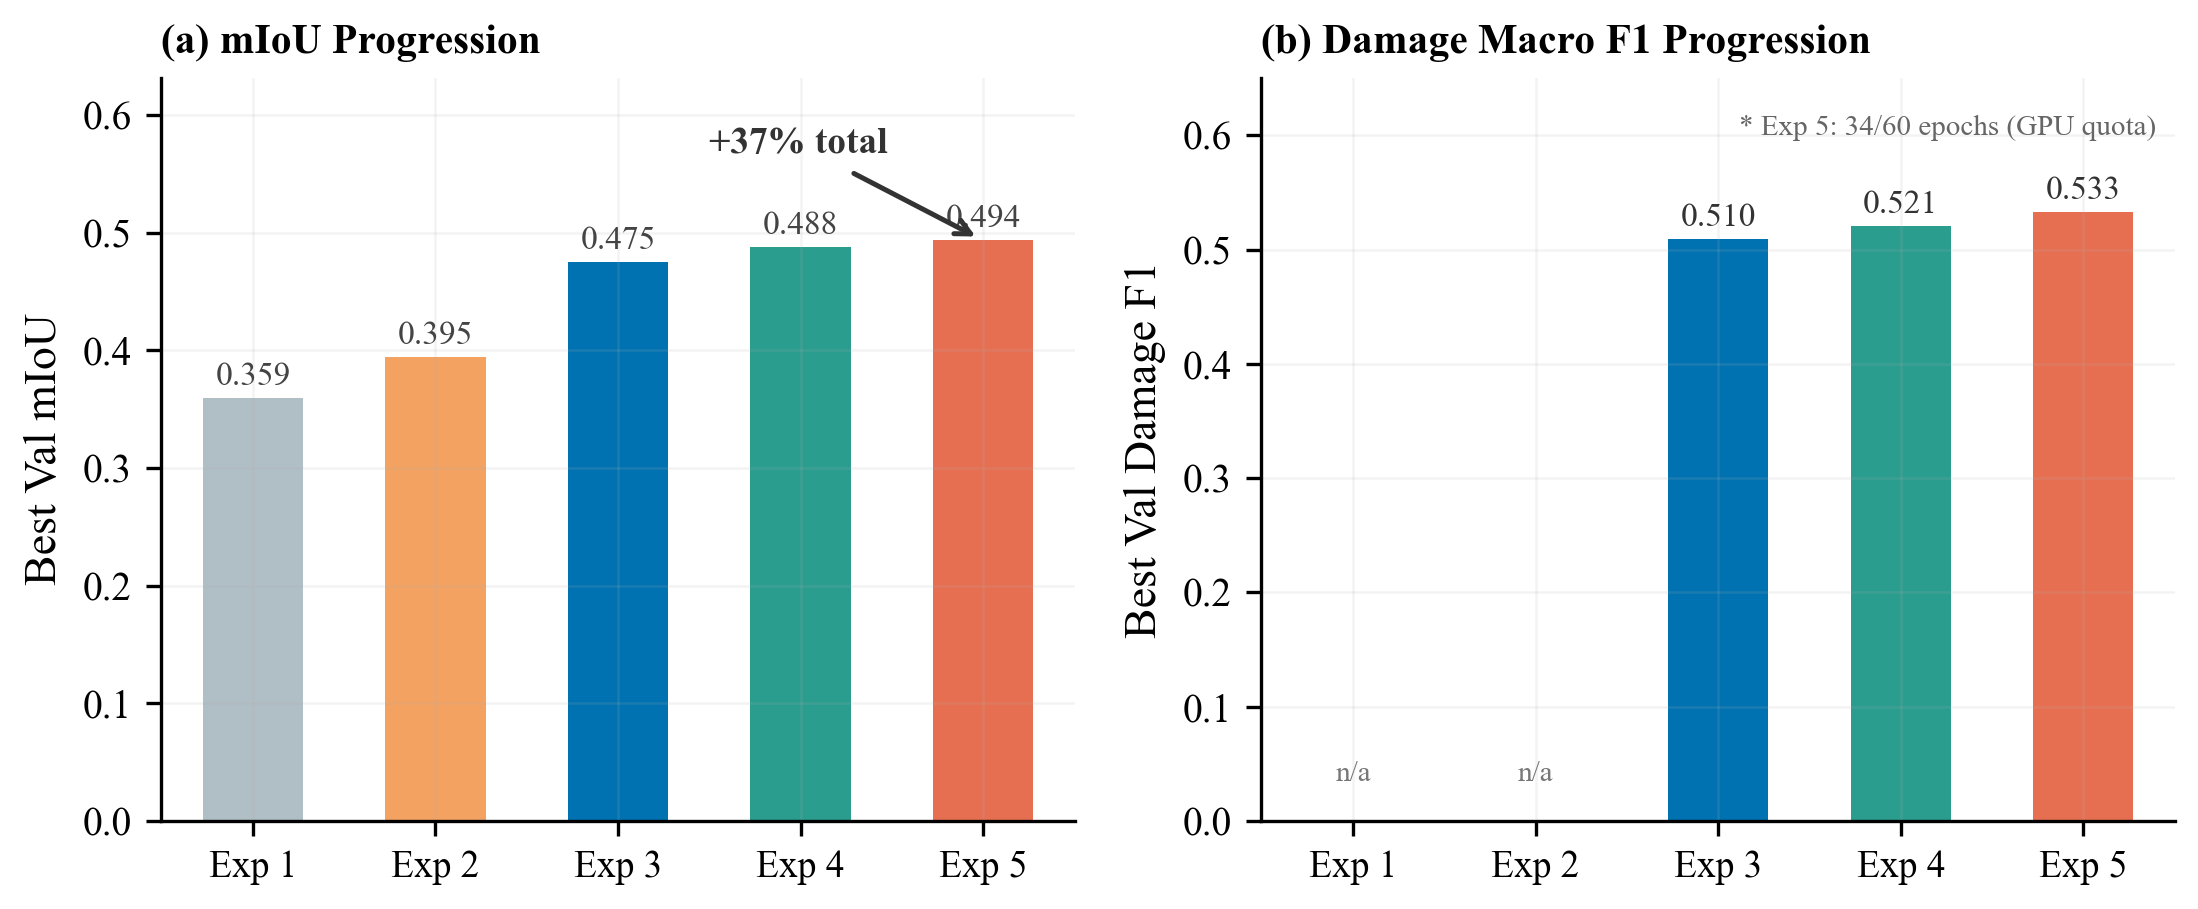 (a) mIoU Progression
Best Val mIoU
0.6
0.5
0.4
0.3
0.2
0.1
0.0
+37% total
0.359
0.395
0.475
0.488
0.494
Exp 1
Exp 2
Exp 3
Exp 4
Exp 5
(b) Damage Macro F1 Progression
Best Val Damage F1
0.6
0.5
0.4
0.3
0.2
0.1
0.0
* Exp 5: 34/60 epochs (GPU quota)
n/a
n/a
0.510
0.521
0.533
Exp 1
Exp 2
Exp 3
Exp 4
Exp 5